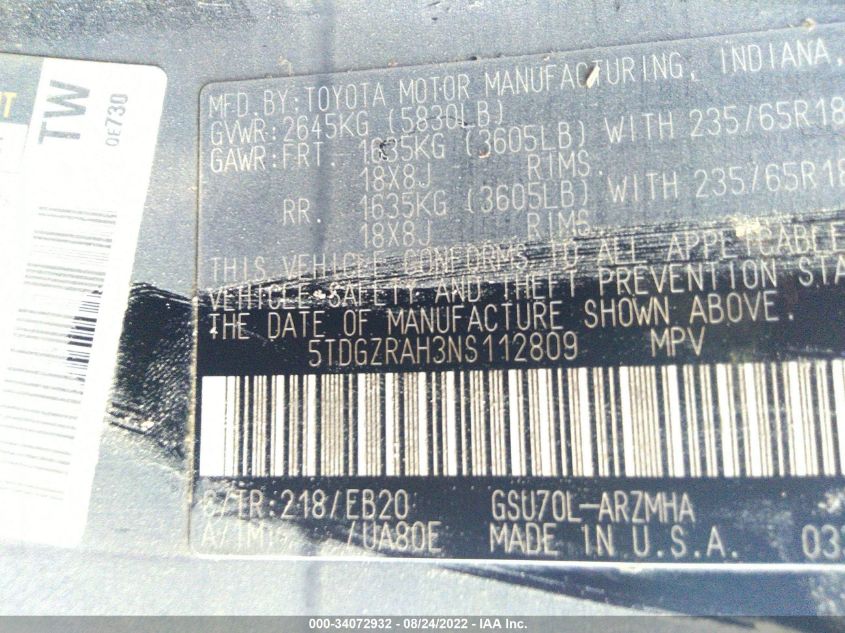 TW
0E730
MFD. BY: TOYOTA MOTOR MANUFACTURING, INDIANA,
GVWR: 2645KG (5830LB)
GAWR: FRT. 1635KG (3605LB) WITH 235/65R18
18X8J RIMS.
RR. 1635KG (3605LB) WITH 235/65R18
18X8J RIMS.
THIS VEHICLE CONFORMS TO ALL APPLICABLE
VEHICLE SAFETY AND THEFT PREVENTION STA
THE DATE OF MANUFACTURE SHOWN ABOVE.
5TDGZRAH3NS112809 MPV
C/TR: 218/EB20 GSU70L-ARZMHA
A/TM: /UA80E MADE IN U.S.A. 03
000-34072932 - 08/24/2022 - IAA Inc.